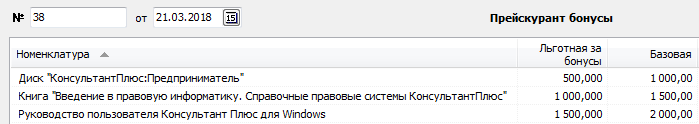 № 38 от 21.03.2018 15 Прейскурант бонусы
Номенклатура Льготная за бонусы Базовая
Диск "КонсультантПлюс:Предприниматель" 500,000 1 000,00
Книга "Введение в правовую информатику. Справочные правовые системы КонсультантПлюс" 1 000,000 1 500,00
Руководство пользователя Консультант Плюс для Windows 1 500,000 2 000,00